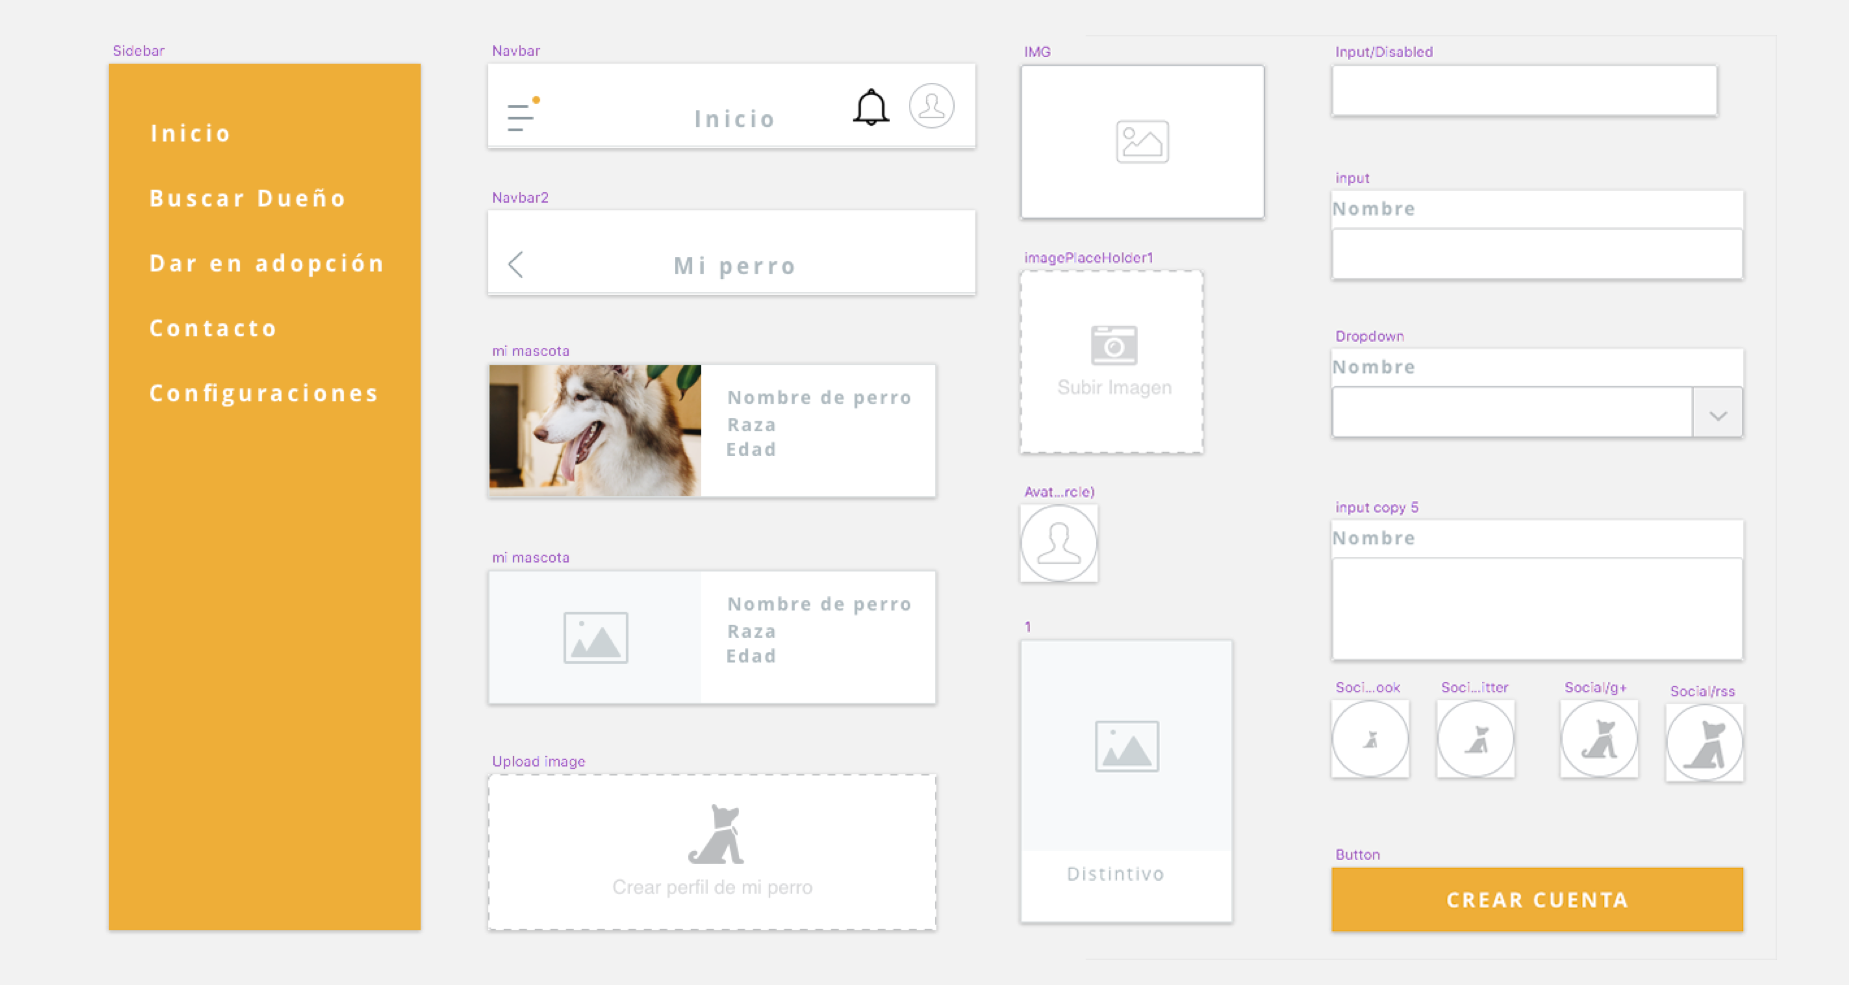 Sidebar
Inicio
Buscar Dueño
Dar en adopción
Contacto
Configuraciones
Navbar
Inicio
Navbar2
Mi perro
mi mascota
Nombre de perro
Raza
Edad
mi mascota
Nombre de perro
Raza
Edad
Upload image
Crear perfil de mi perro
IMG
imagePlaceHolder1
Subir Imagen
Avat...rcle)
1
Distintivo
Input/Disabled
input
Nombre
Dropdown
Nombre
input copy 5
Nombre
Soci...ook
Soci...itter
Social/g+
Social/rss
Button
CREAR CUENTA